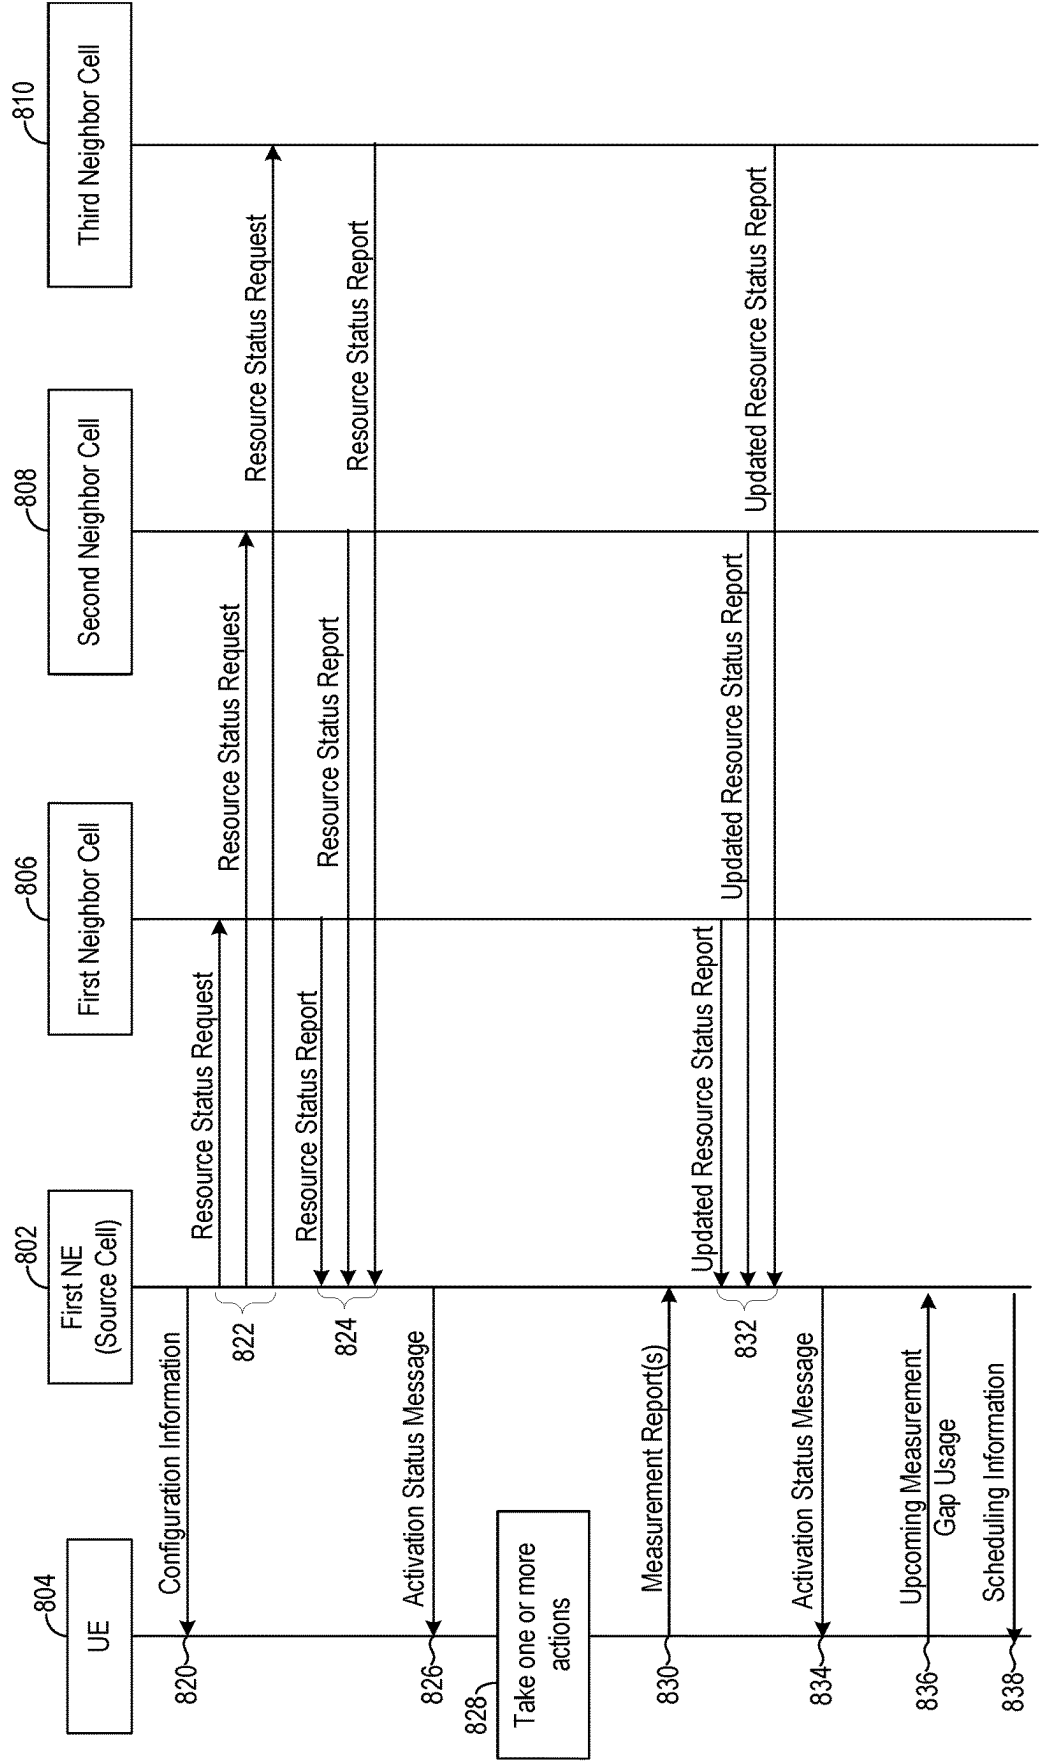 804
UE
802
First NE
(Source Cell)
806
First Neighbor Cell
808
Second Neighbor Cell
810
Third Neighbor Cell
820
Configuration Information
822
Resource Status Request
Resource Status Request
Resource Status Request
824
Resource Status Report
Resource Status Report
Resource Status Report
826
Activation Status Message
828
Take one or more
actions
830
Measurement Report(s)
832
Updated Resource Status Report
Updated Resource Status Report
Updated Resource Status Report
834
Activation Status Message
836
Upcoming Measurement
Gap Usage
838
Scheduling Information